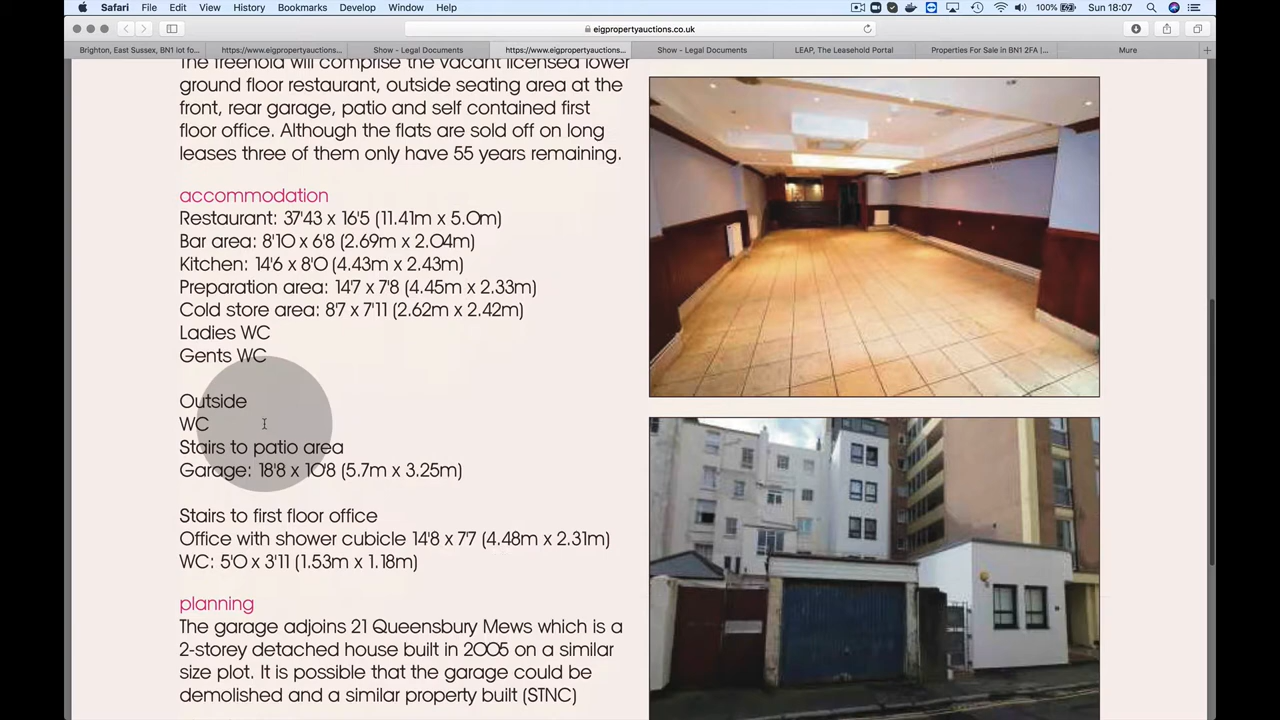 Safari File Edit View History Bookmarks Develop Window Help 100% Sun 18:07
eigpropertyauctions.co.uk
Brighton, East Sussex, BN1 lot fo... https://www.eigpropertyauctions... Show - Legal Documents https://www.eigpropertyauctions... Show - Legal Documents LEAP, The Leasehold Portal Properties For Sale in BN1 2FA |... More
The freehold will comprise the vacant licensed lower
ground floor restaurant, outside seating area at the
front, rear garage, patio and self contained first
floor office. Although the flats are sold off on long
leases three of them only have 55 years remaining.
accommodation
Restaurant: 37'43 x 16'5 (11.41m x 5.0m)
Bar area: 8'10 x 6'8 (2.69m x 2.04m)
Kitchen: 14'6 x 8'0 (4.43m x 2.43m)
Preparation area: 14'7 x 7'8 (4.45m x 2.33m)
Cold store area: 8'7 x 7'11 (2.62m x 2.42m)
Ladies WC
Gents WC
Outside
WC
Stairs to patio area
Garage: 18'8 x 10'8 (5.7m x 3.25m)
Stairs to first floor office
Office with shower cubicle 14'8 x 7'7 (4.48m x 2.31m)
WC: 5'0 x 3'11 (1.53m x 1.18m)
planning
The garage adjoins 21 Queensbury Mews which is a
2-storey detached house built in 2005 on a similar
size plot. It is possible that the garage could be
demolished and a similar property built (STNC)